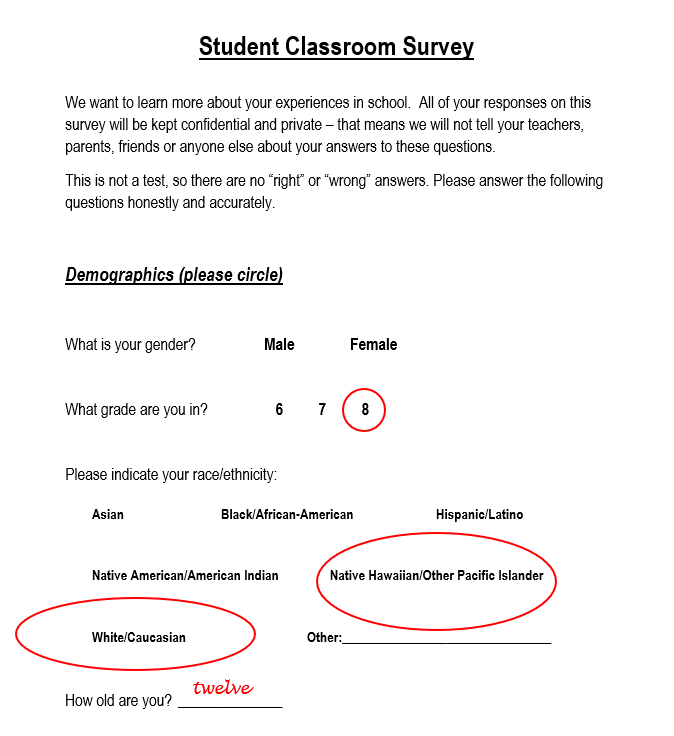 Student Classroom Survey
We want to learn more about your experiences in school.  All of your responses on this
survey will be kept confidential and private – that means we will not tell your teachers,
parents, friends or anyone else about your answers to these questions.
This is not a test, so there are no “right” or “wrong” answers. Please answer the following
questions honestly and accurately.
Demographics (please circle)
What is your gender? Male Female
What grade are you in? 6 7 8
Please indicate your race/ethnicity:
Asian Black/African-American Hispanic/Latino
Native American/American Indian Native Hawaiian/Other Pacific Islander
White/Caucasian Other:
How old are you? twelve